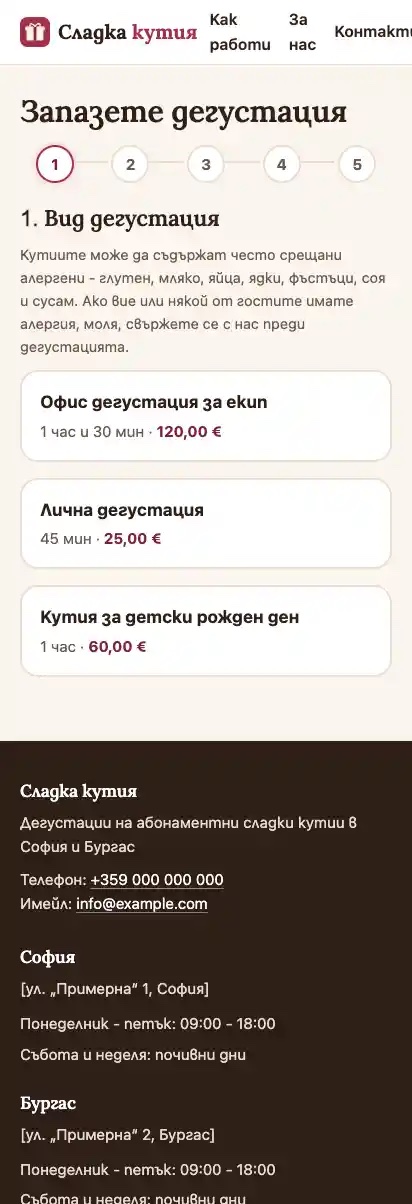 Сладка кутия
Как работи
За нас
Запазете дегустация
1 2 3 4 5
1. Вид дегустация
Кутиите може да съдържат често срещани
алергени - глутен, мляко, яйца, ядки, фъстъци, соя
и сусам. Ако вие или някой от гостите имате
алергия, моля, свържете се с нас преди
дегустацията.
Офис дегустация за екип
1 час и 30 мин · 120,00 €
Лична дегустация
45 мин · 25,00 €
Кутия за детски рожден ден
1 час · 60,00 €
Сладка кутия
Дегустации на абонаментни сладки кутии в
София и Бургас
Телефон: +359 000 000 000
Имейл: info@example.com
София
[ул. „Примерна“ 1, София]
Понеделник - петък: 09:00 - 18:00
Събота и неделя: почивни дни
Бургас
[ул. „Примерна“ 2, Бургас]
Понеделник - петък: 09:00 - 18:00
Събота и неделя: почивни дни